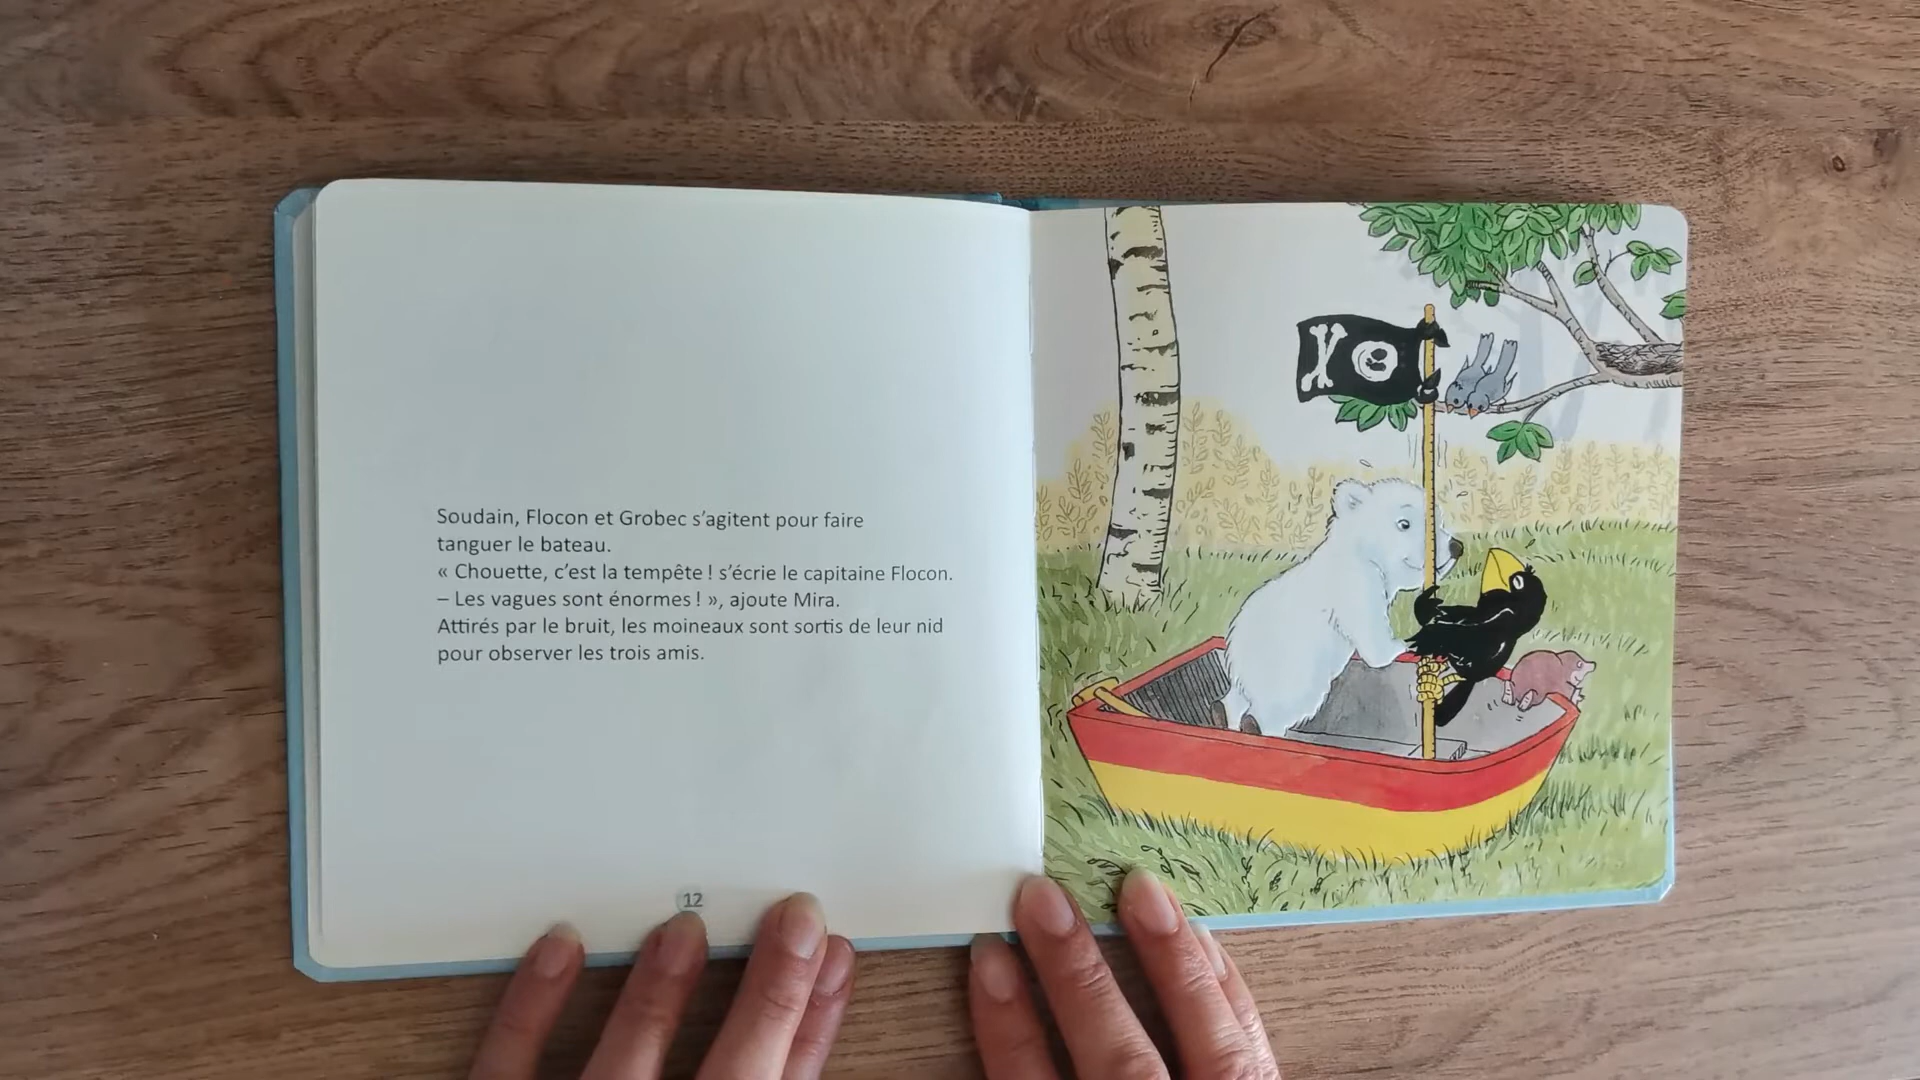 Soudain, Flocon et Grobec s’agitent pour faire
tanguer le bateau.
« Chouette, c’est la tempête ! s’écrie le capitaine Flocon.
– Les vagues sont énormes ! », ajoute Mira.
Attirés par le bruit, les moineaux sont sortis de leur nid
pour observer les trois amis.
12